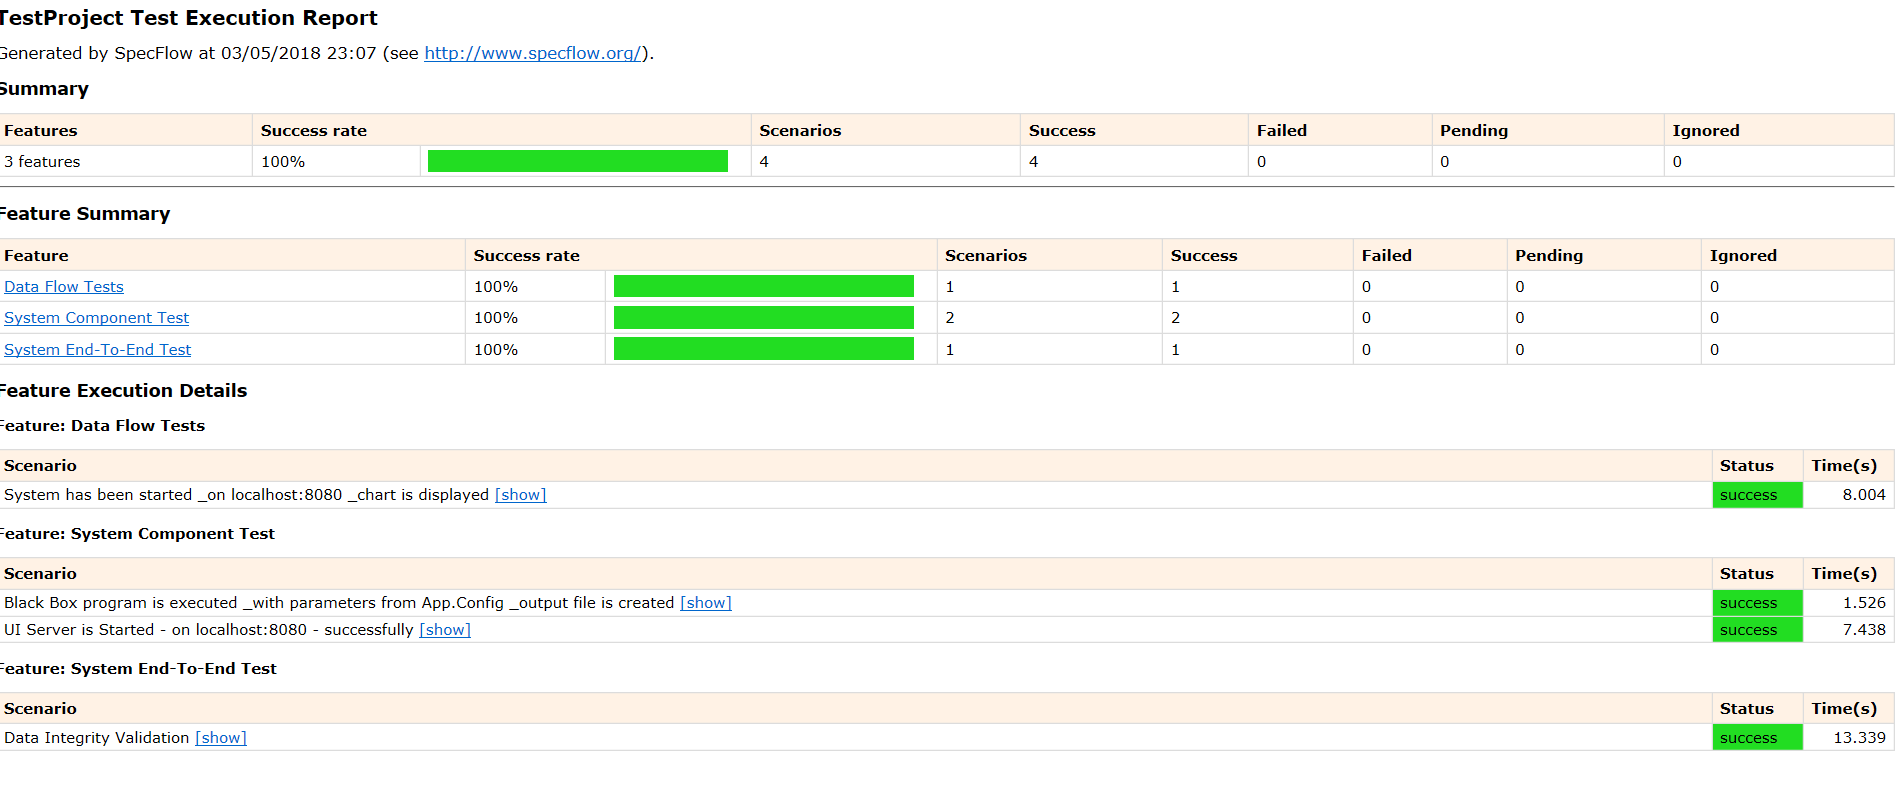 TestProject Test Execution Report
Generated by SpecFlow at 03/05/2018 23:07 (see http://www.specflow.org/).
Summary
Features Success rate Scenarios Success Failed Pending Ignored
3 features 100% 4 4 0 0 0
Feature Summary
Feature Success rate Scenarios Success Failed Pending Ignored
Data Flow Tests 100% 1 1 0 0 0
System Component Test 100% 2 2 0 0 0
System End-To-End Test 100% 1 1 0 0 0
Feature Execution Details
Feature: Data Flow Tests
Scenario Status Time(s)
System has been started _on localhost:8080 _chart is displayed [show] success 8.004
Feature: System Component Test
Scenario Status Time(s)
Black Box program is executed _with parameters from App.Config _output file is created [show] success 1.526
UI Server is Started - on localhost:8080 - successfully [show] success 7.438
Feature: System End-To-End Test
Scenario Status Time(s)
Data Integrity Validation [show] success 13.339